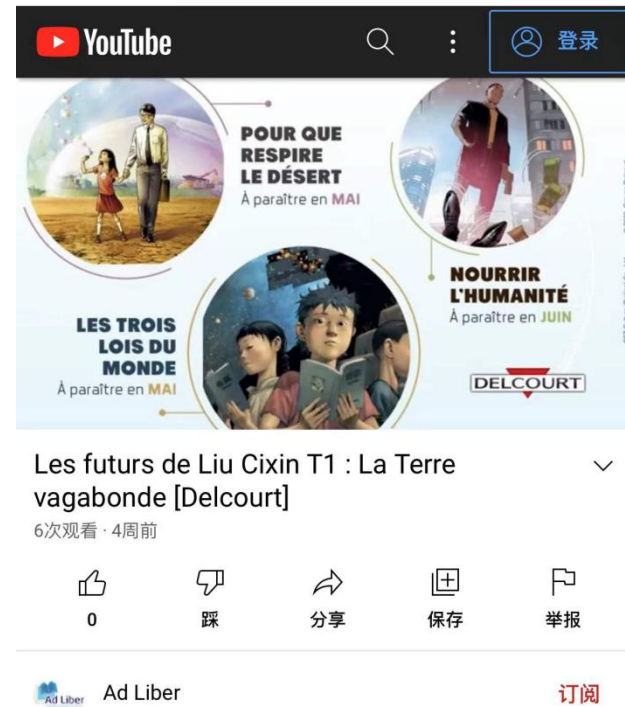 YouTube
登录
POUR QUE
RESPIRE
LE DÉSERT
À paraître en MAI
NOURRIR
L'HUMANITÉ
À paraître en JUIN
LES TROIS
LOIS DU
MONDE
À paraître en MAI
DELCOURT
Les futurs de Liu Cixin T1 : La Terre
vagabonde [Delcourt]
6次观看 · 4周前
0
踩
分享
保存
举报
Ad Liber
Ad Liber
订阅